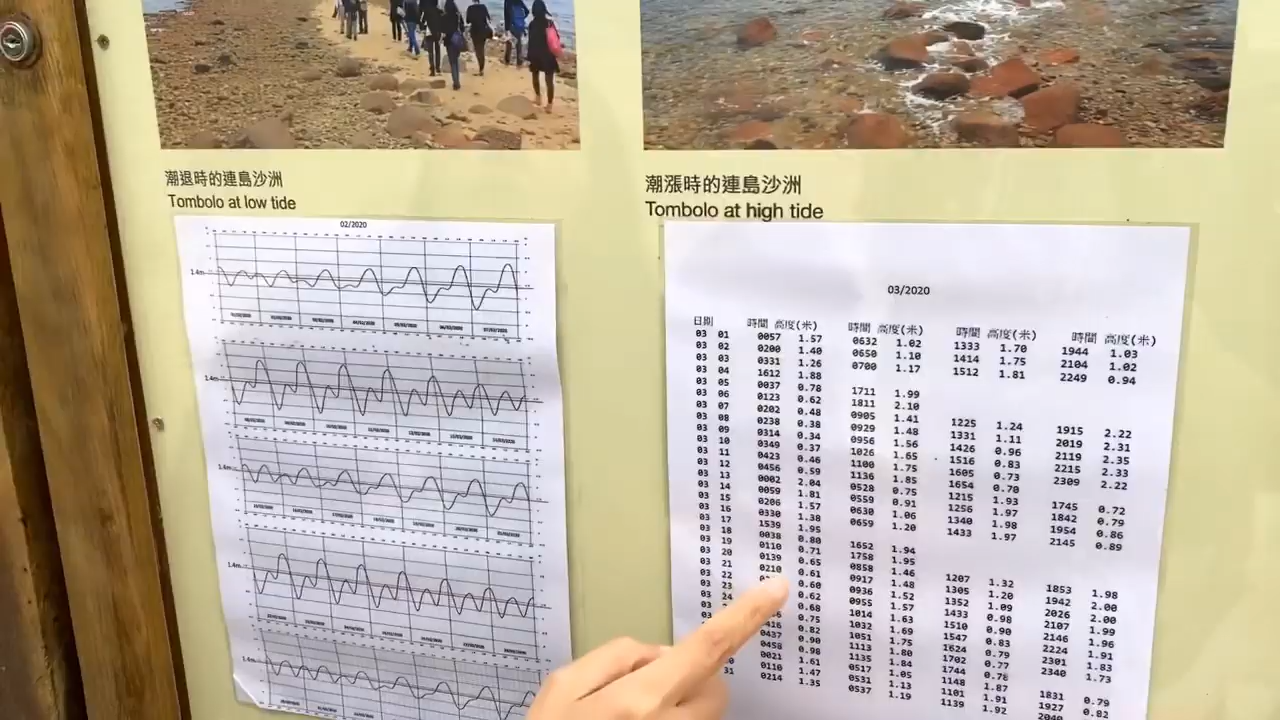 潮退時的連島沙洲
Tombolo at low tide
潮漲時的連島沙洲
Tombolo at high tide
02/2020
1.4m
1.4m
1.4m
1.4m
1.4m
03/2020
日期 時間 高度(米) 時間 高度(米) 時間 高度(米) 時間 高度(米)
03 01 0057 1.57 0632 1.02 1333 1.70 1944 1.03
03 02 0200 1.40 0650 1.10 1414 1.75 2104 1.02
03 03 0331 1.26 0700 1.17 1512 1.81 2249 0.94
03 04 1612 1.88
03 05 0037 0.78 1711 1.99
03 06 0123 0.62 1811 2.10
03 07 0202 0.48 0905 1.41 1225 1.24 1915 2.22
03 08 0238 0.38 0929 1.48 1331 1.11 2019 2.31
03 09 0314 0.34 0956 1.56 1426 0.96 2119 2.35
03 10 0349 0.37 1026 1.65 1516 0.83 2215 2.33
03 11 0423 0.46 1100 1.75 1605 0.73 2309 2.22
03 12 0456 0.59 1136 1.85 1654 0.70
03 13 0002 2.04 0528 0.75 1215 1.93 1745 0.72
03 14 0059 1.81 0559 0.91 1256 1.97 1842 0.79
03 15 0206 1.57 0630 1.06 1340 1.98 1954 0.86
03 16 0330 1.38 0659 1.20 1433 1.97 2145 0.89
03 17 1539 1.95
03 18 0038 0.80 1652 1.94
03 19 0110 0.71 1758 1.95
03 20 0139 0.65 0858 1.46 1207 1.32 1853 1.98
03 21 0210 0.61 0917 1.48 1305 1.20 1942 2.00
03 22 0.60 0936 1.52 1352 1.09 2026 2.00
03 23 0.62 0955 1.57 1433 0.98 2107 1.99
03 24 0.68 1014 1.63 1510 0.90 2146 1.96
0.75 1032 1.69 1547 0.83 2224 1.91
0.82 1051 1.75 1624 0.79 2301 1.83
0437 0.90 1113 1.80 1702 0.77 2340 1.73
0458 0.98 1135 1.84 1744 0.78
0021 1.61 0517 1.05 1148 1.87 1831 0.79
0110 1.47 0531 1.13 1101 1.91 1927 0.82
31 0214 1.35 0537 1.19 1139 1.92 2040